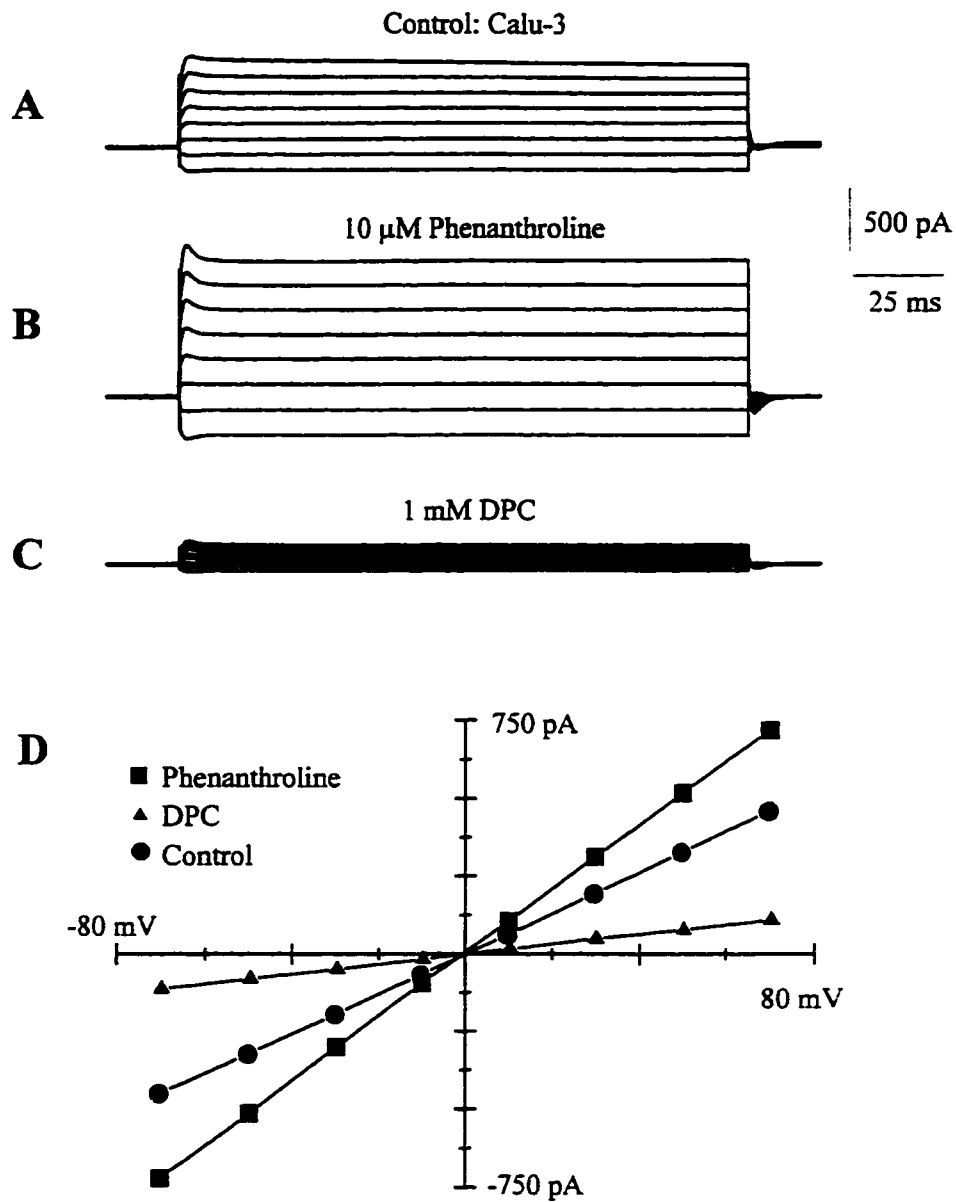 Control: Calu-3
A
500 pA
10 µM Phenanthroline
25 ms
B
1 mM DPC
C
D
750 pA
Phenanthroline
DPC
Control
-80 mV
80 mV
-750 pA